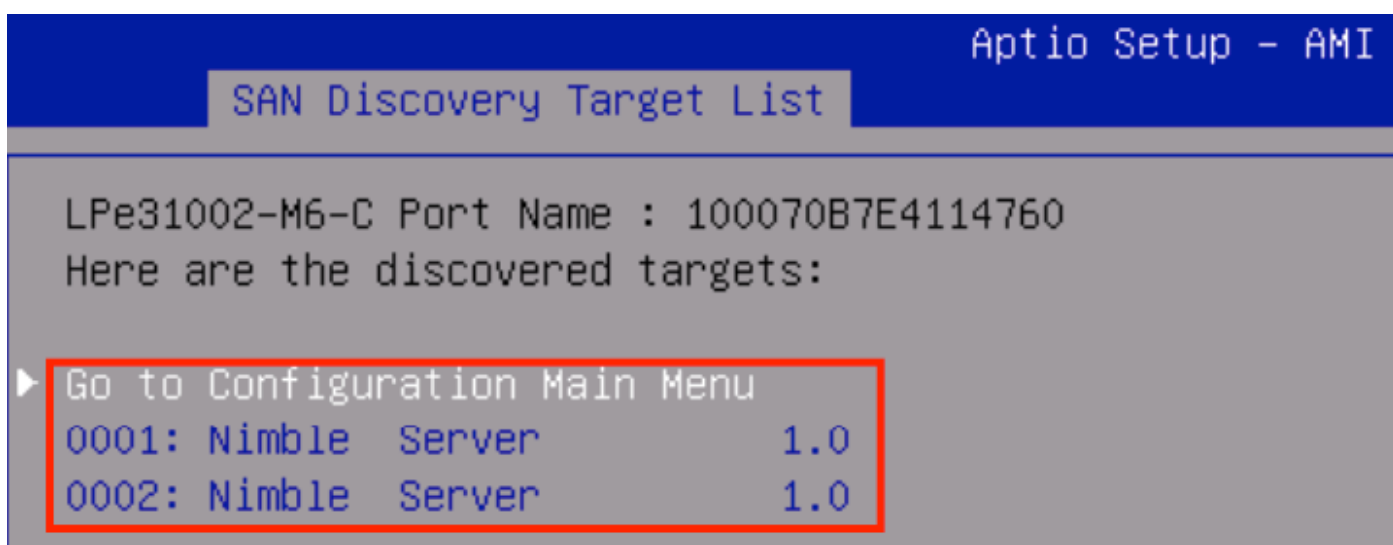 Aptio Setup – AMI
SAN Discovery Target List
LPe31002-M6-C Port Name : 100070B7E4114760
Here are the discovered targets:
Go to Configuration Main Menu
0001: Nimble Server 1.0
0002: Nimble Server 1.0